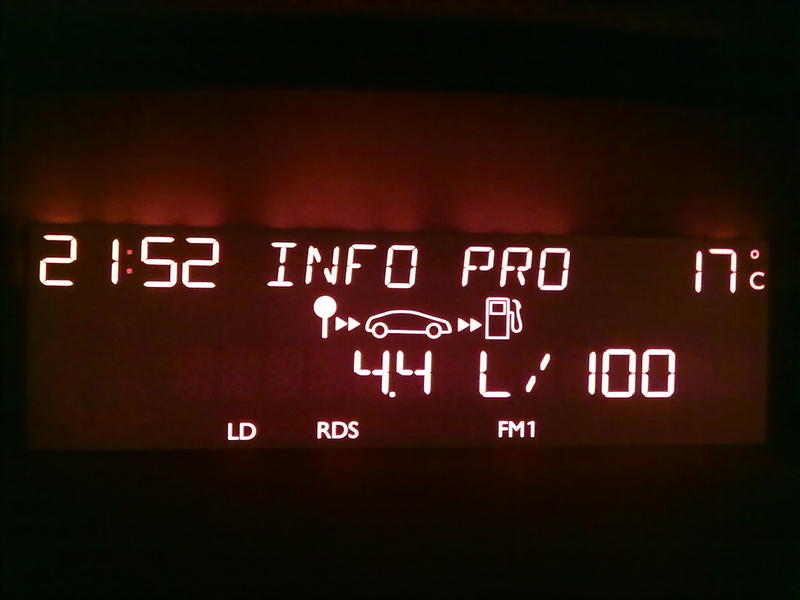 21:52 INFO PRO 17°C
4.4 L/100
LD RDS FM1